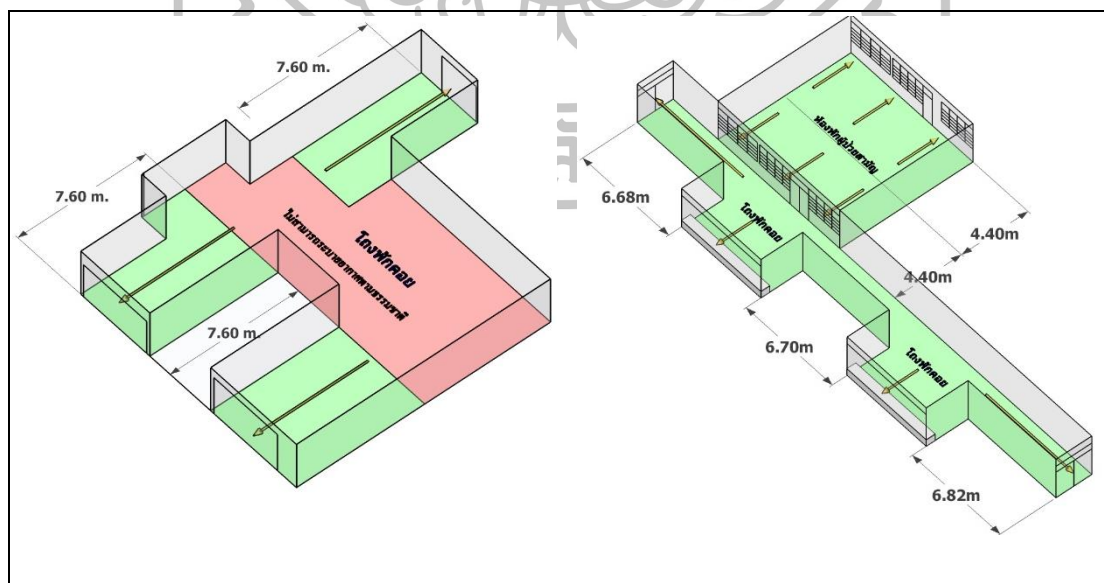 7.60 m.
7.60 m.
7.60 m.
โถงพักคอย
ไม่สามารถระบายอากาศตามธรรมชาติ
6.68m
6.70m
6.82m
4.40m
4.40m
ห้องพักผู้ป่วยสามัญ
โถงพักคอย
โถงพักคอย